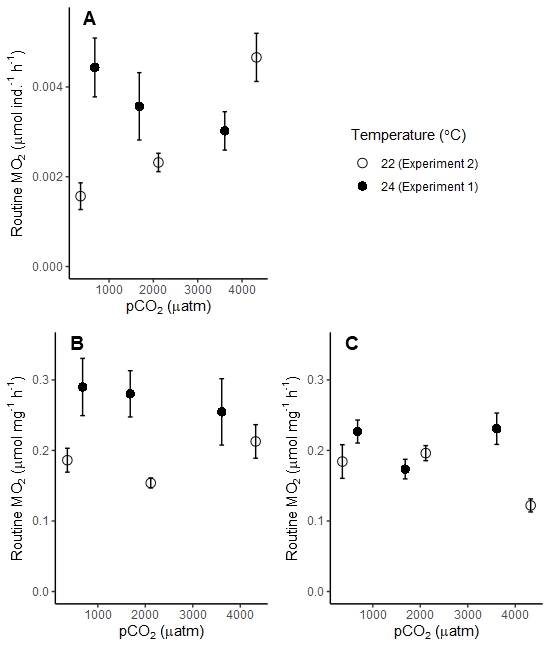 A
Routine MO₂ (μmol ind.⁻¹ h⁻¹)
0.004
0.002
0.000
1000 2000 3000 4000
pCO₂ (μatm)
Temperature (°C)
22 (Experiment 2)
24 (Experiment 1)
B
Routine MO₂ (μmol mg⁻¹ h⁻¹)
0.3
0.2
0.1
0.0
1000 2000 3000 4000
pCO₂ (μatm)
C
Routine MO₂ (μmol mg⁻¹ h⁻¹)
0.3
0.2
0.1
0.0
1000 2000 3000 4000
pCO₂ (μatm)